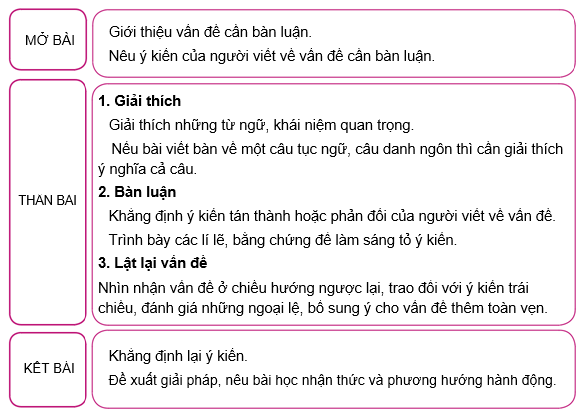 MỞ BÀI
Giới thiệu vấn đề cần bàn luận.
Nêu ý kiến của người viết về vấn đề cần bàn luận.
THAN BAI
1. Giải thích
Giải thích những từ ngữ, khái niệm quan trọng.
Nếu bài viết bàn về một câu tục ngữ, câu danh ngôn thì cần giải thích
ý nghĩa cả câu.
2. Bàn luận
Khẳng định ý kiến tán thành hoặc phản đối của người viết về vấn đề.
Trình bày các lí lẽ, bằng chứng để làm sáng tỏ ý kiến.
3. Lật lại vấn đề
Nhìn nhận vấn đề ở chiều hướng ngược lại, trao đổi với ý kiến trái
chiều, đánh giá những ngoại lệ, bổ sung ý cho vấn đề thêm toàn vẹn.
KẾT BÀI
Khẳng định lại ý kiến.
Đề xuất giải pháp, nêu bài học nhận thức và phương hướng hành động.